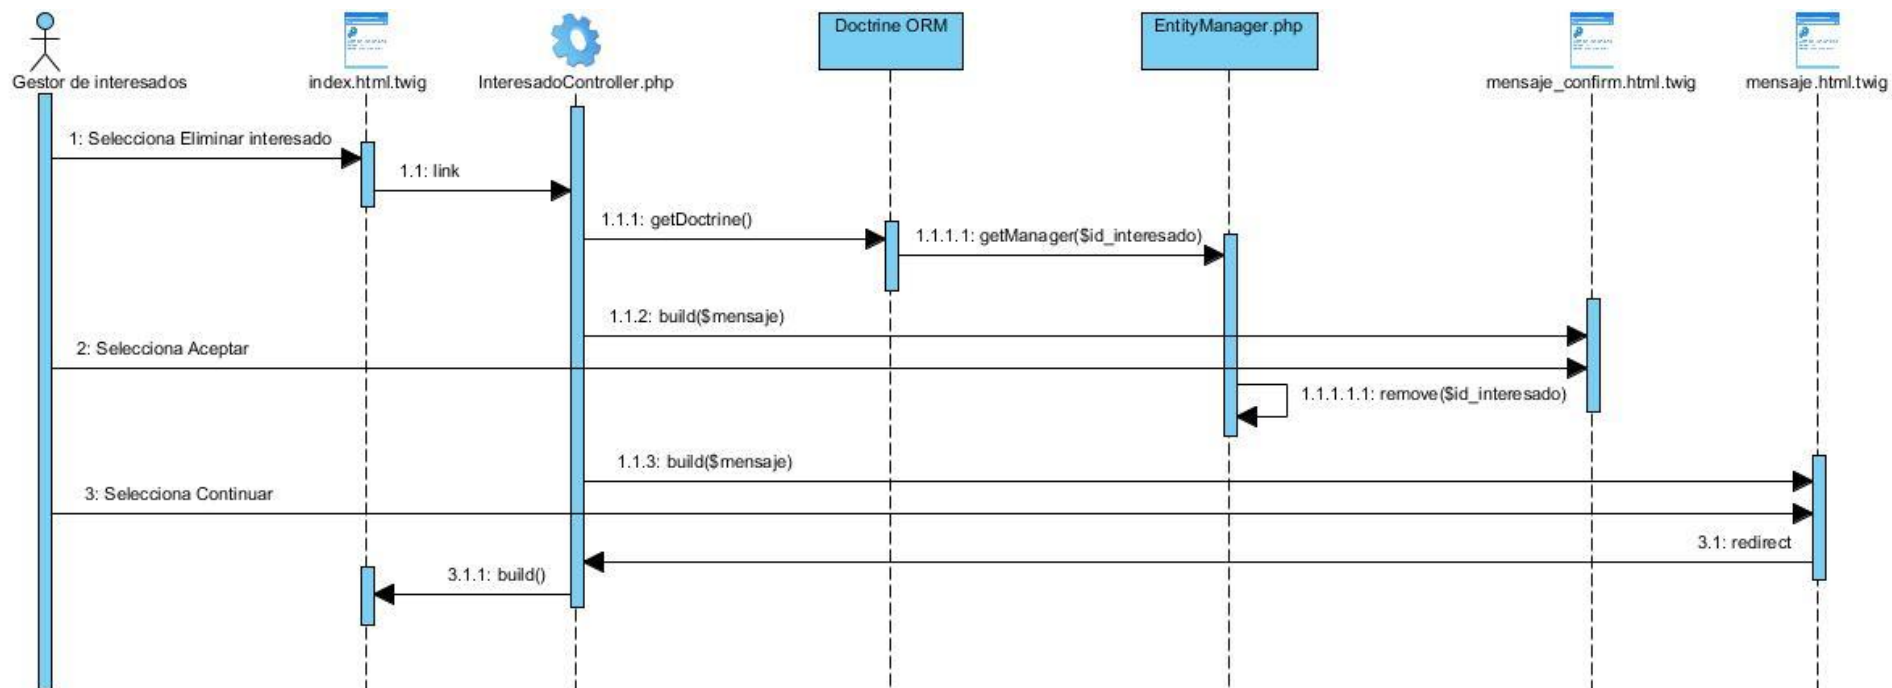 Doctrine ORM
EntityManager.php
Gestor de interesados
index.html.twig
InteresadoController.php
mensaje_confirm.html.twig
mensaje.html.twig
1: Selecciona Eliminar interesado
1.1: link
1.1.1: getDoctrine()
1.1.1.1: getManager($id_interesado)
1.1.2: build($mensaje)
2: Selecciona Aceptar
1.1.1.1.1: remove($id_interesado)
1.1.3: build($mensaje)
3: Selecciona Continuar
3.1: redirect
3.1.1: build()